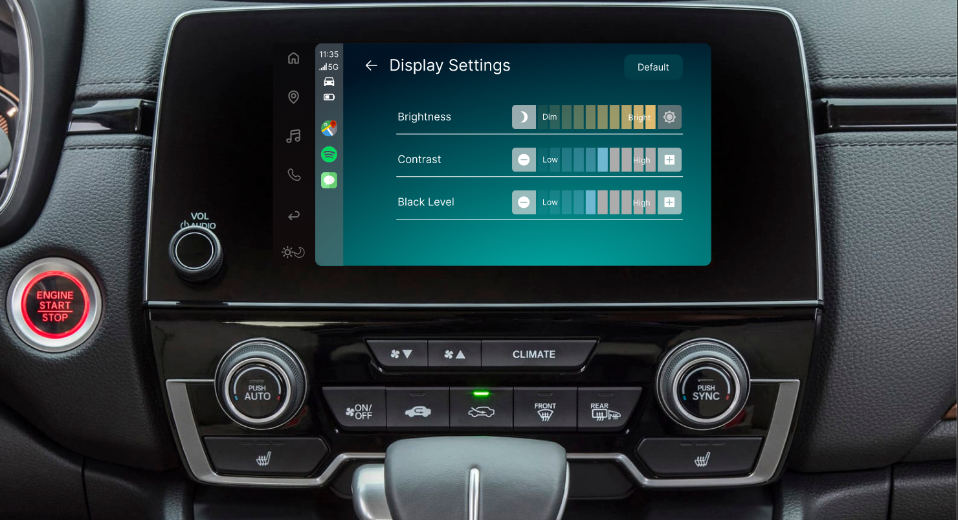 11:35
5G
Display Settings
Default
Brightness
Dim
Bright
Contrast
Low
High
Black Level
Low
High
VOL
AUDIO
ENGINE
START
STOP
CLIMATE
PUSH
AUTO
ON/
OFF
FRONT
REAR
PUSH
SYNC